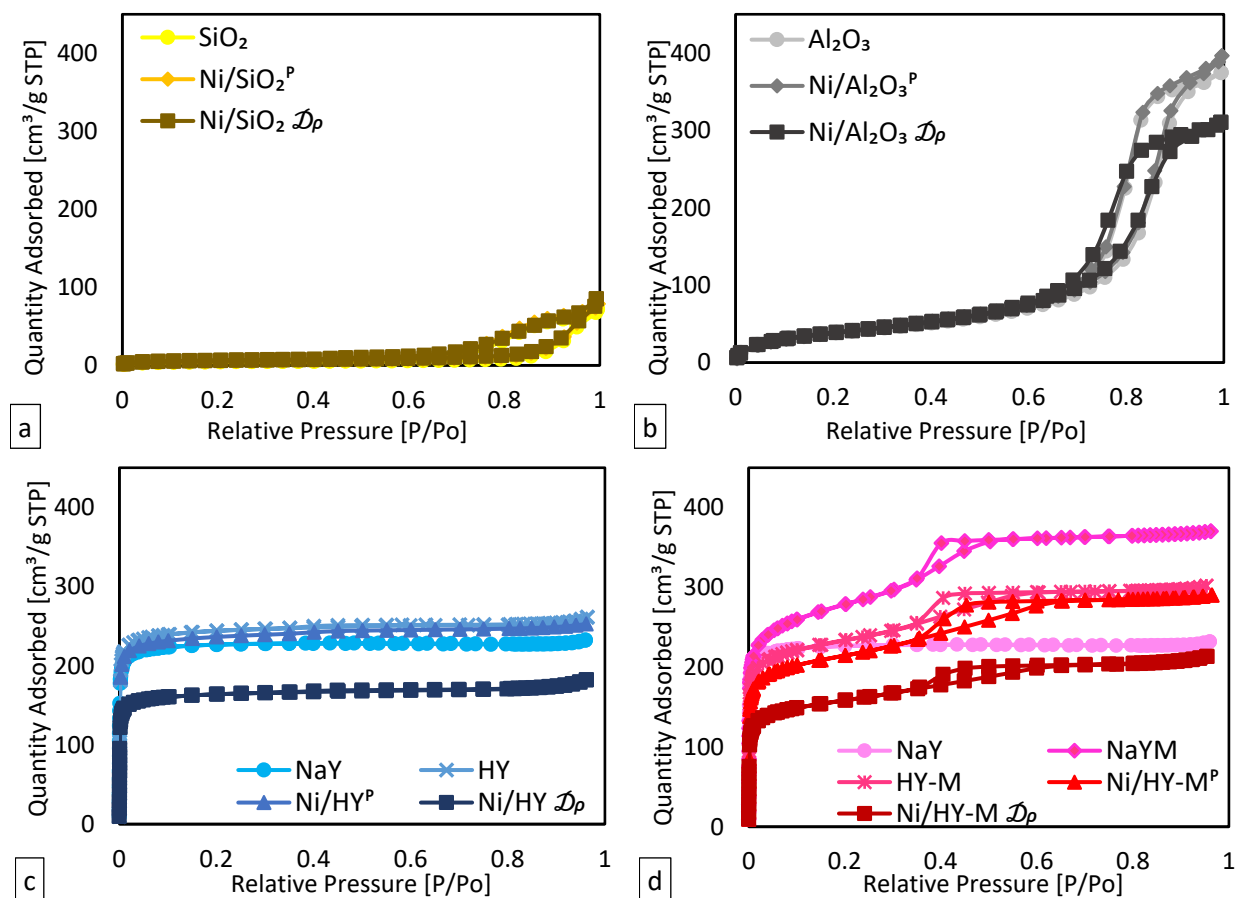 a
400
300
200
100
0
Quantity Adsorbed [cm³/g STP]
SiO₂
Ni/SiO₂ᴾ
Ni/SiO₂ 𝒟ρ
0 0.2 0.4 0.6 0.8 1
Relative Pressure [P/Po]
b
400
300
200
100
0
Quantity Adsorbed [cm³/g STP]
Al₂O₃
Ni/Al₂O₃ᴾ
Ni/Al₂O₃ 𝒟ρ
0 0.2 0.4 0.6 0.8 1
Relative Pressure [P/Po]
c
400
300
200
100
0
Quantity Adsorbed [cm³/g STP]
NaY HY
Ni/HYᴾ Ni/HY 𝒟ρ
0 0.2 0.4 0.6 0.8 1
Relative Pressure [P/Po]
d
400
300
200
100
0
Quantity Adsorbed [cm³/g STP]
NaY NaYM
HY-M Ni/HY-Mᴾ
Ni/HY-M 𝒟ρ
0 0.2 0.4 0.6 0.8 1
Relative Pressure [P/Po]